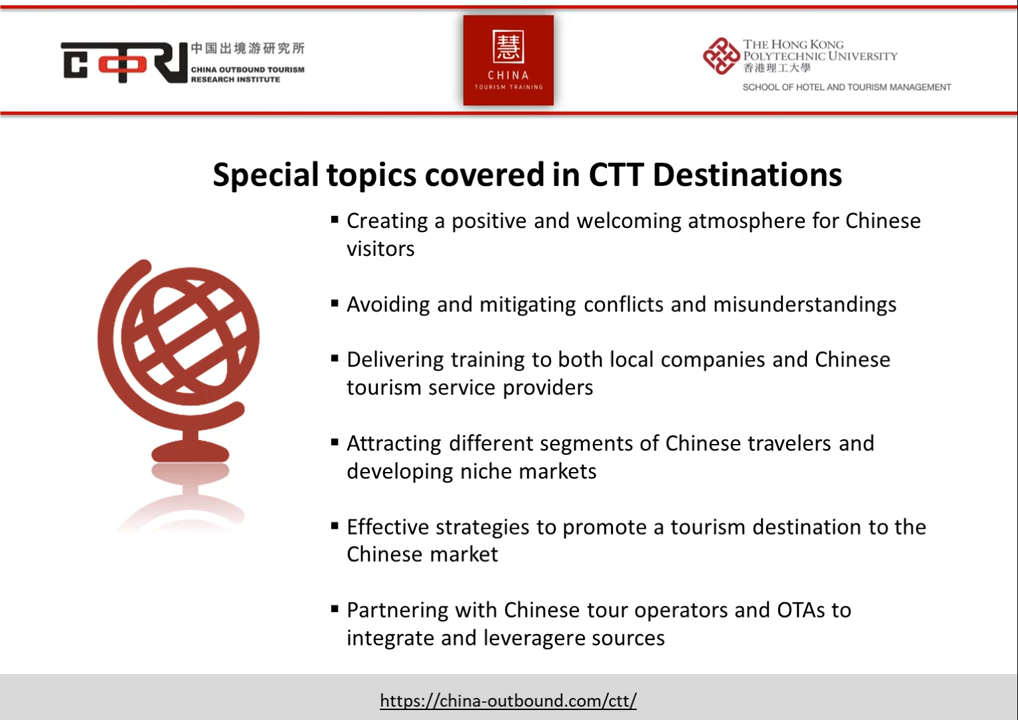 中国出境游研究所
CHINA OUTBOUND TOURISM
RESEARCH INSTITUTE
慧
CHINA
TOURISM TRAINING
THE HONG KONG
POLYTECHNIC UNIVERSITY
香港理工大學
SCHOOL OF HOTEL AND TOURISM MANAGEMENT
Special topics covered in CTT Destinations
▪ Creating a positive and welcoming atmosphere for Chinese
visitors
▪ Avoiding and mitigating conflicts and misunderstandings
▪ Delivering training to both local companies and Chinese
tourism service providers
▪ Attracting different segments of Chinese travelers and
developing niche markets
▪ Effective strategies to promote a tourism destination to the
Chinese market
▪ Partnering with Chinese tour operators and OTAs to
integrate and leveragere sources
https://china-outbound.com/ctt/